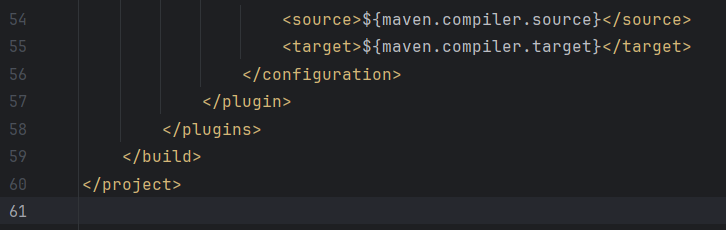 54 <source>${maven.compiler.source}</source>
55 <target>${maven.compiler.target}</target>
56 </configuration>
57 </plugin>
58 </plugins>
59 </build>
60 </project>
61